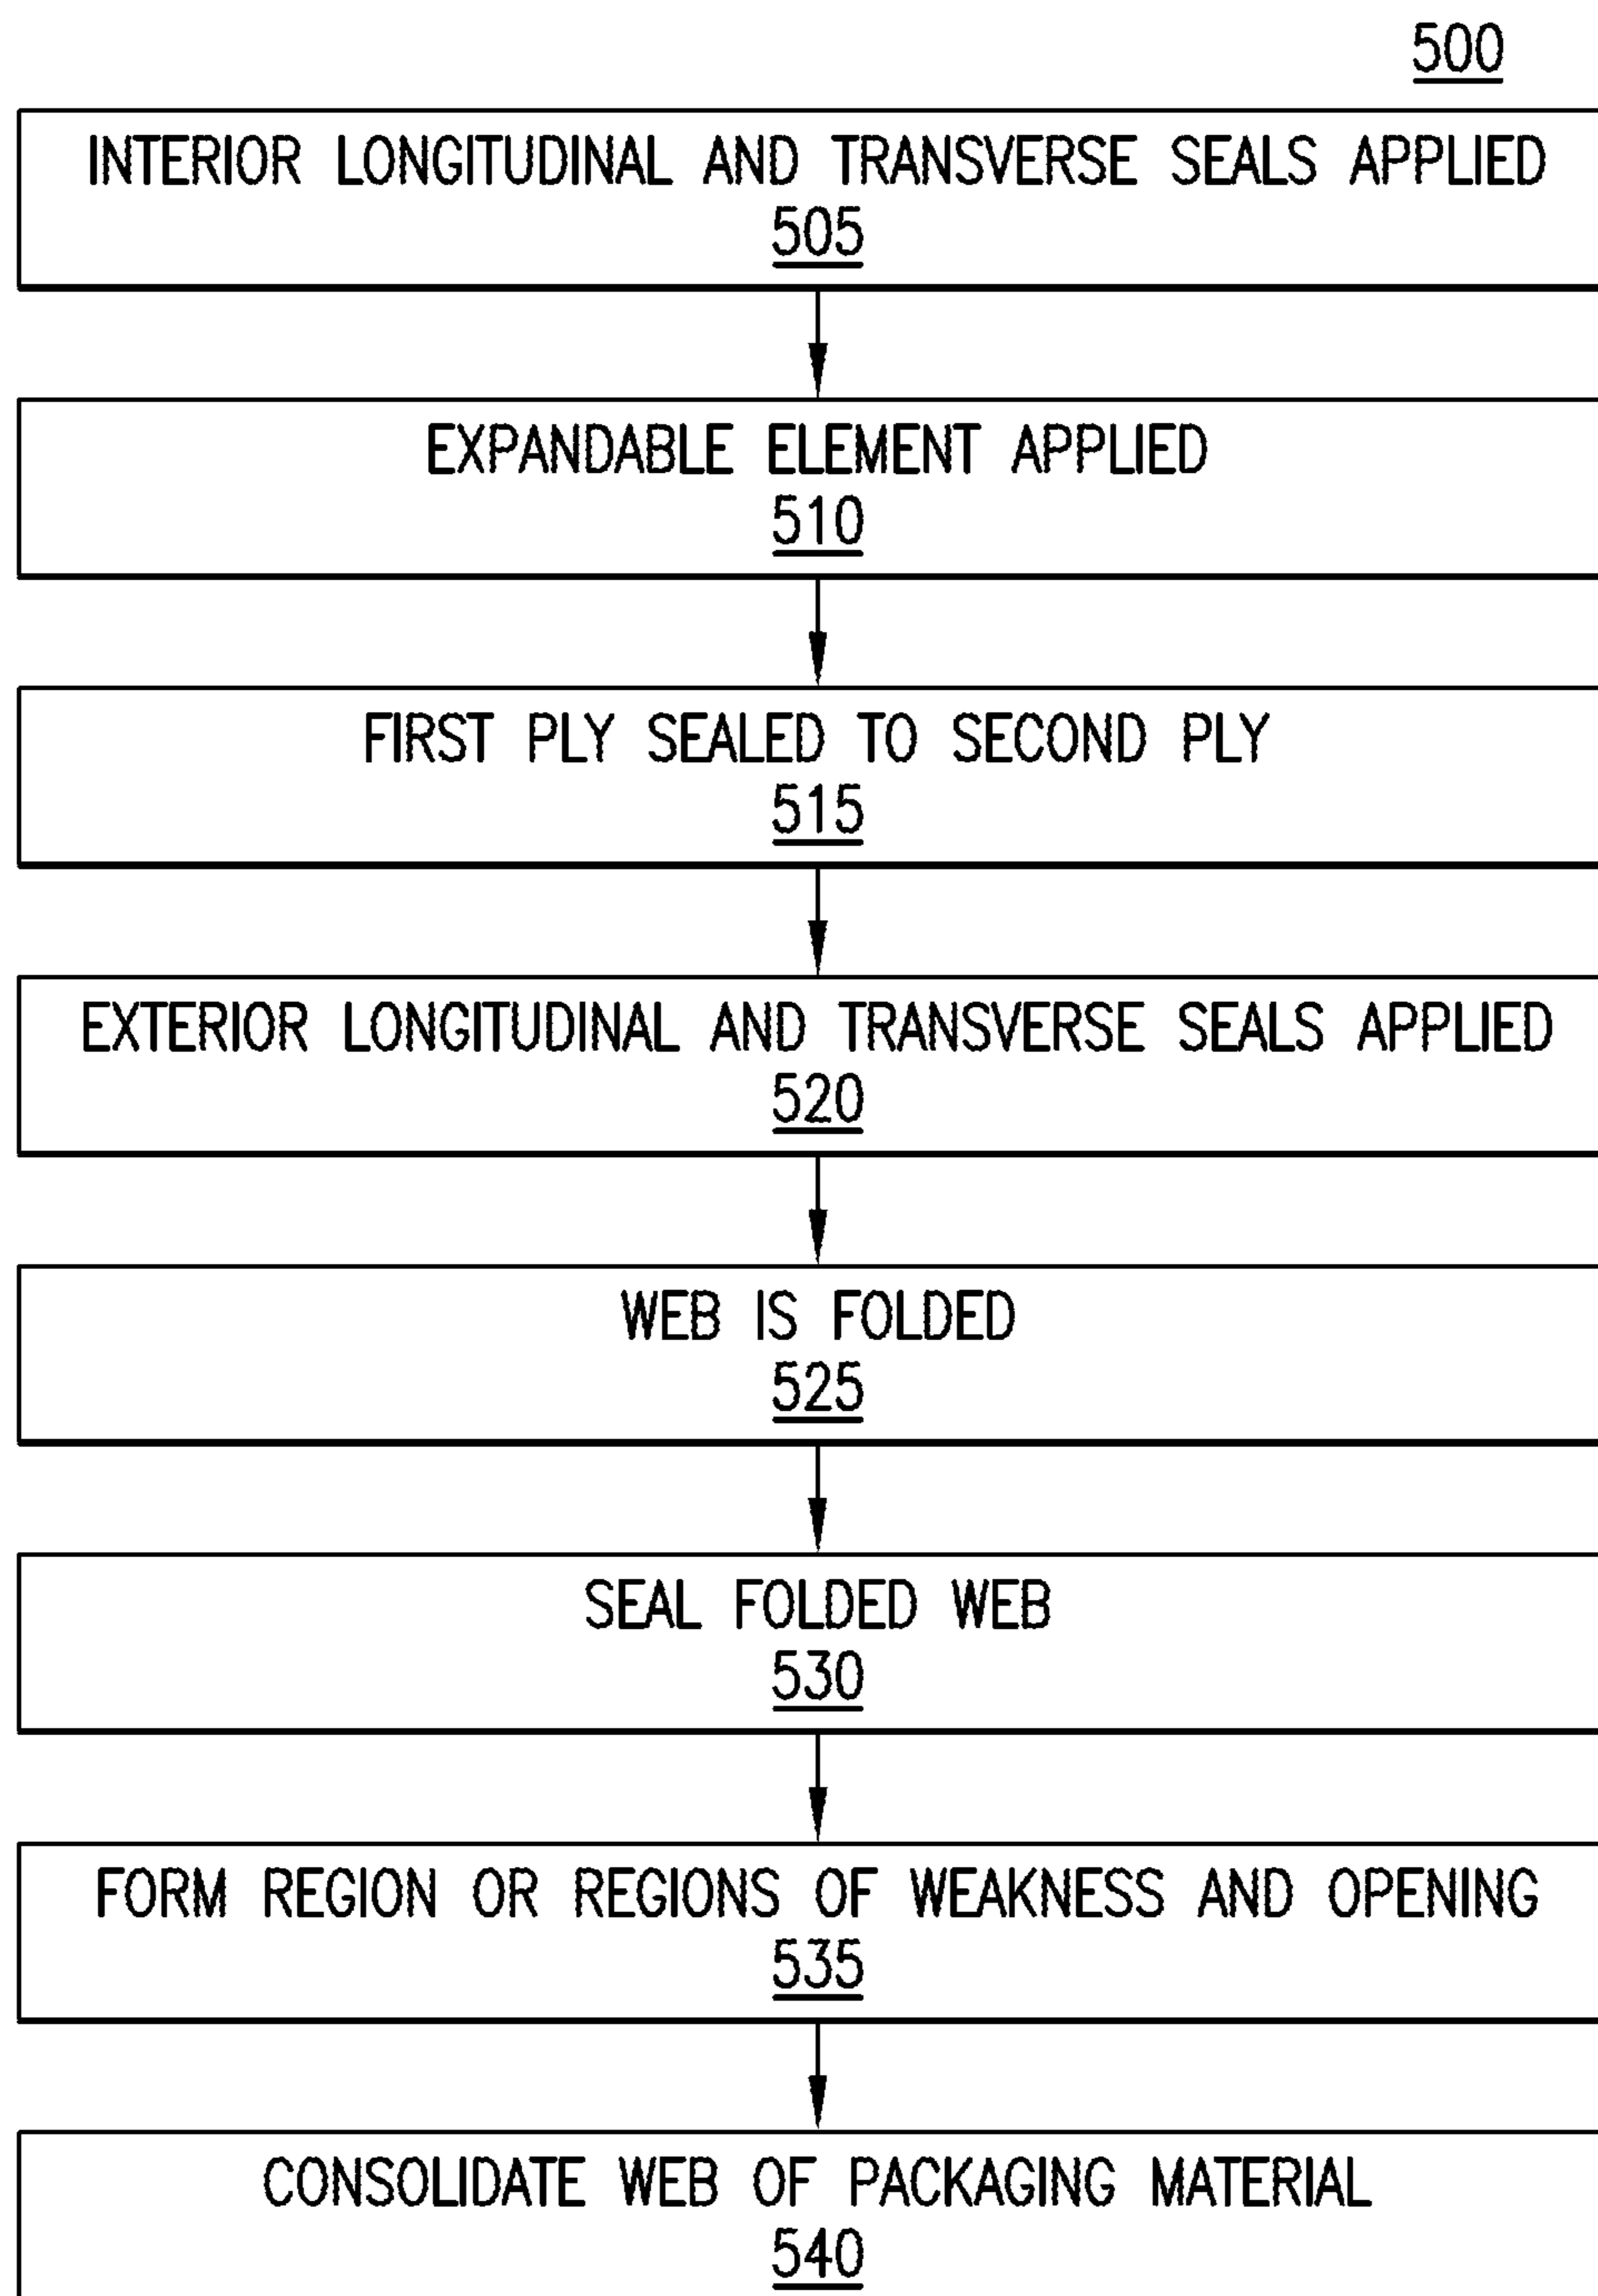 500
INTERIOR LONGITUDINAL AND TRANSVERSE SEALS APPLIED
505
EXPANDABLE ELEMENT APPLIED
510
FIRST PLY SEALED TO SECOND PLY
515
EXTERIOR LONGITUDINAL AND TRANSVERSE SEALS APPLIED
520
WEB IS FOLDED
525
SEAL FOLDED WEB
530
FORM REGION OR REGIONS OF WEAKNESS AND OPENING
535
CONSOLIDATE WEB OF PACKAGING MATERIAL
540